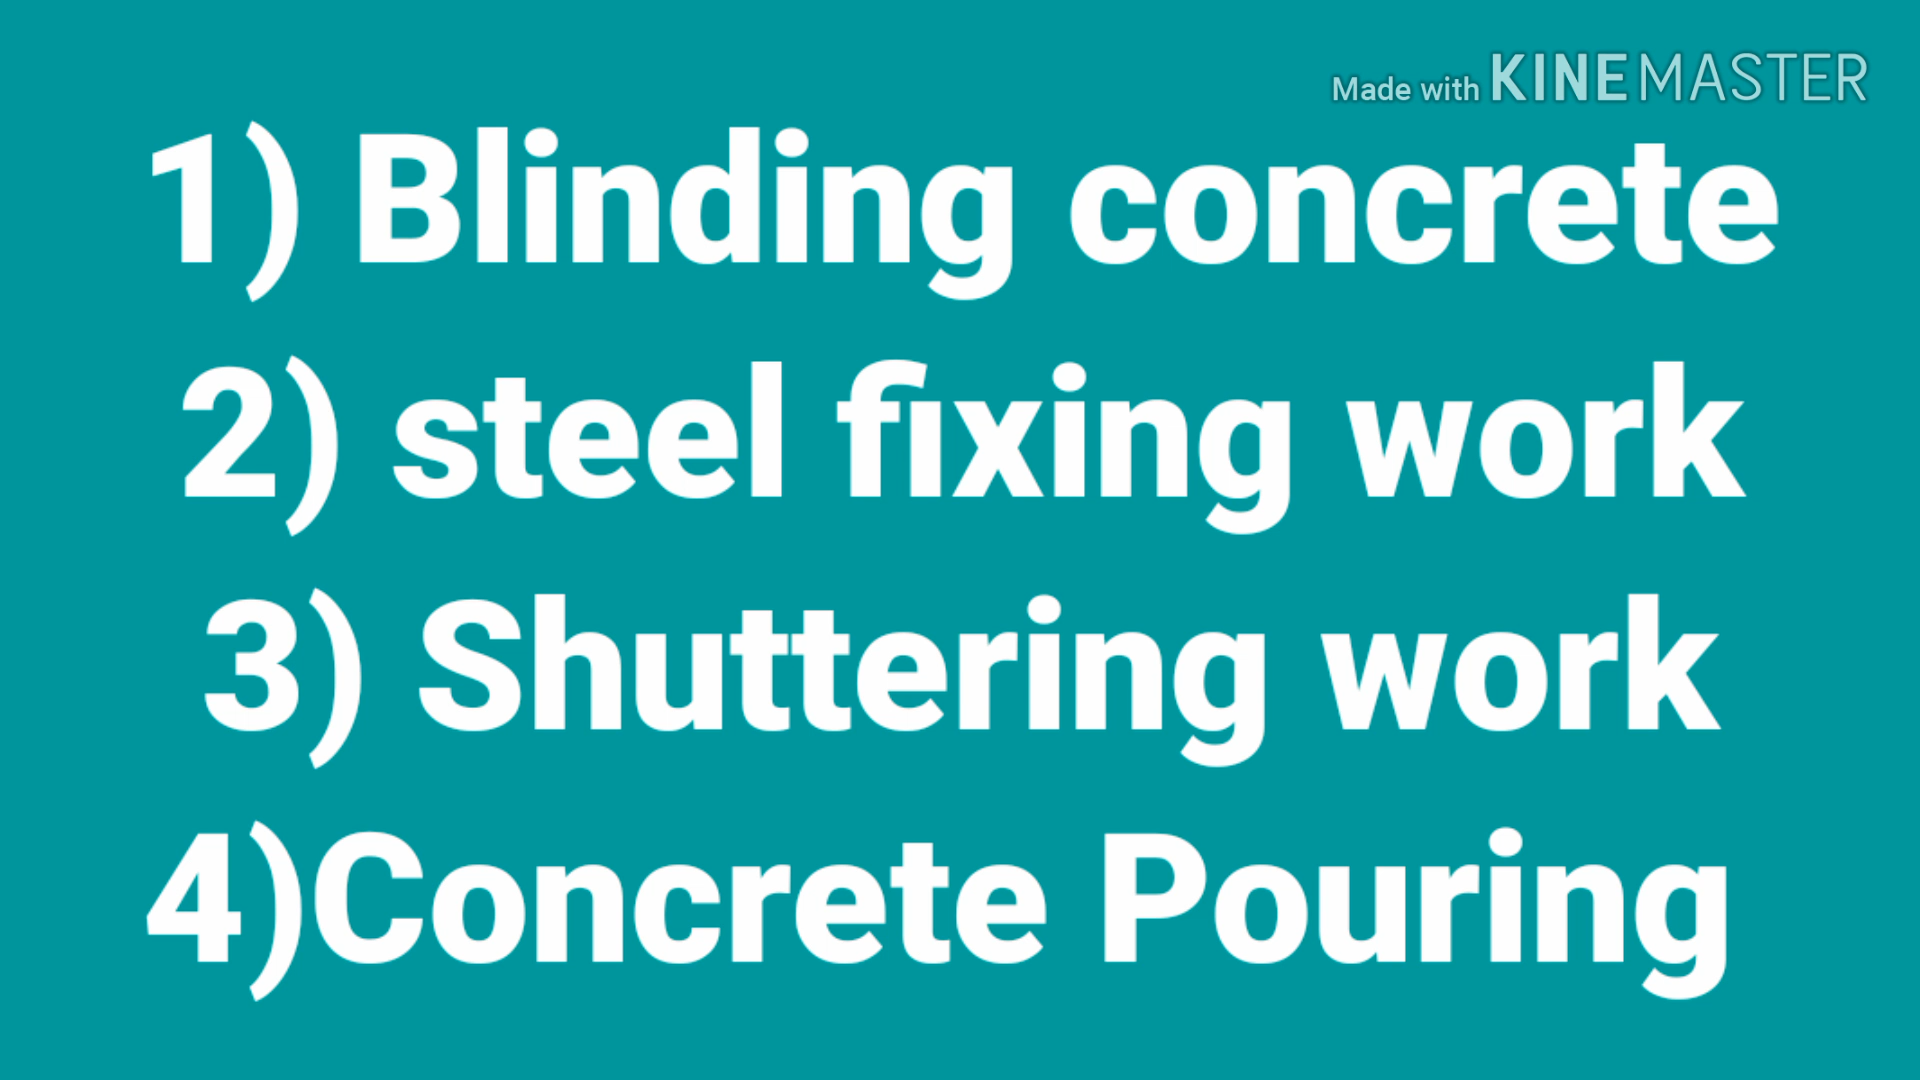 Made with KINEMASTER
1) Blinding concrete
2) steel fixing work
3) Shuttering work
4)Concrete Pouring